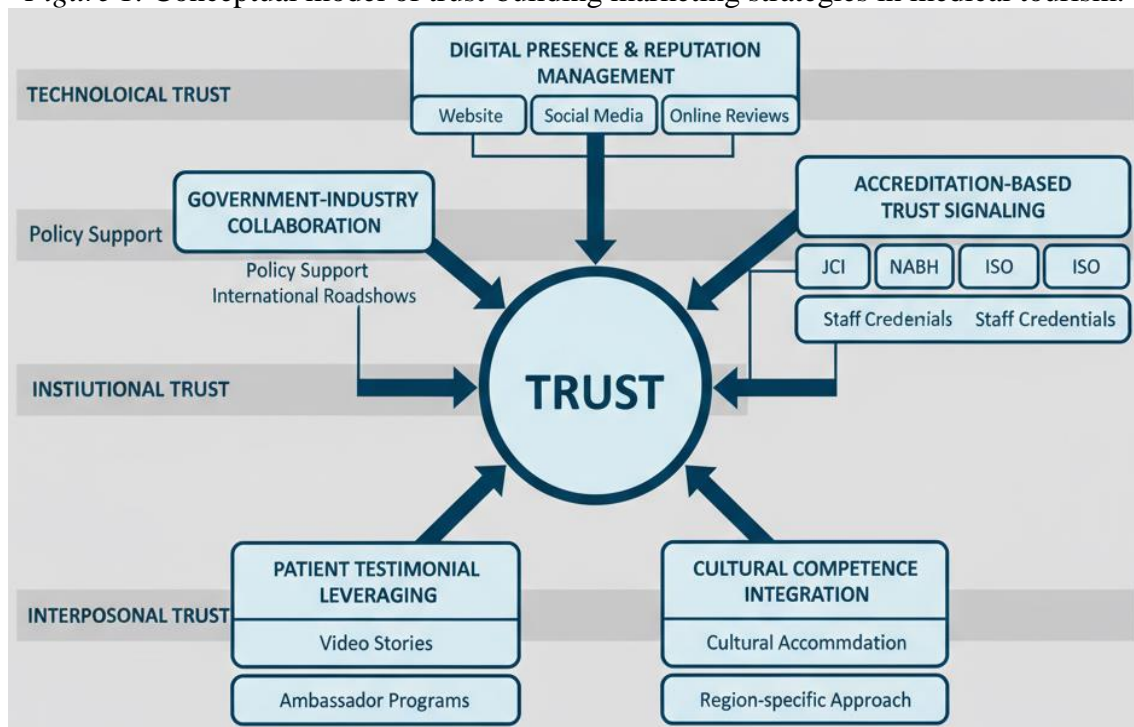 Figure 1. Conceptual model of trust-building marketing strategies in medical tourism.
DIGITAL PRESENCE & REPUTATION
MANAGEMENT
TECHNOLOICAL TRUST
Website
Social Media
Online Reviews
GOVERNMENT-INDUSTRY
COLLABORATION
ACCREDITATION-BASED
TRUST SIGNALING
Policy Support
Policy Support
International Roadshows
JCI
NABH
ISO
ISO
Staff Credenials
Staff Credentials
INSTIUTIONAL TRUST
TRUST
PATIENT TESTIMONIAL
LEVERAGING
CULTURAL COMPETENCE
INTEGRATION
INTERPOSONAL TRUST
Video Stories
Cultural Accommdation
Ambassador Programs
Region-specific Approach